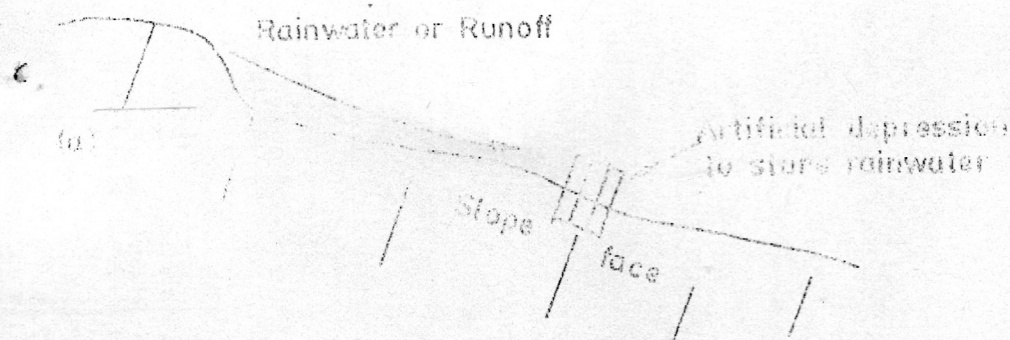 Rainwater or Runoff
Artificial depression
to store rainwater
(a)
Slope
face